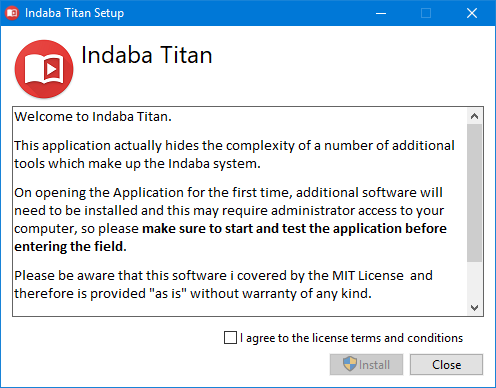 Indaba Titan Setup
Indaba Titan
Welcome to Indaba Titan.
This application actually hides the complexity of a number of additional
tools which make up the Indaba system.
On opening the Application for the first time, additional software will
need to be installed and this may require administrator access to your
computer, so please make sure to start and test the application before
entering the field.
Please be aware that this software i covered by the MIT License and
therefore is provided "as is" without warranty of any kind.
I agree to the license terms and conditions
Install
Close